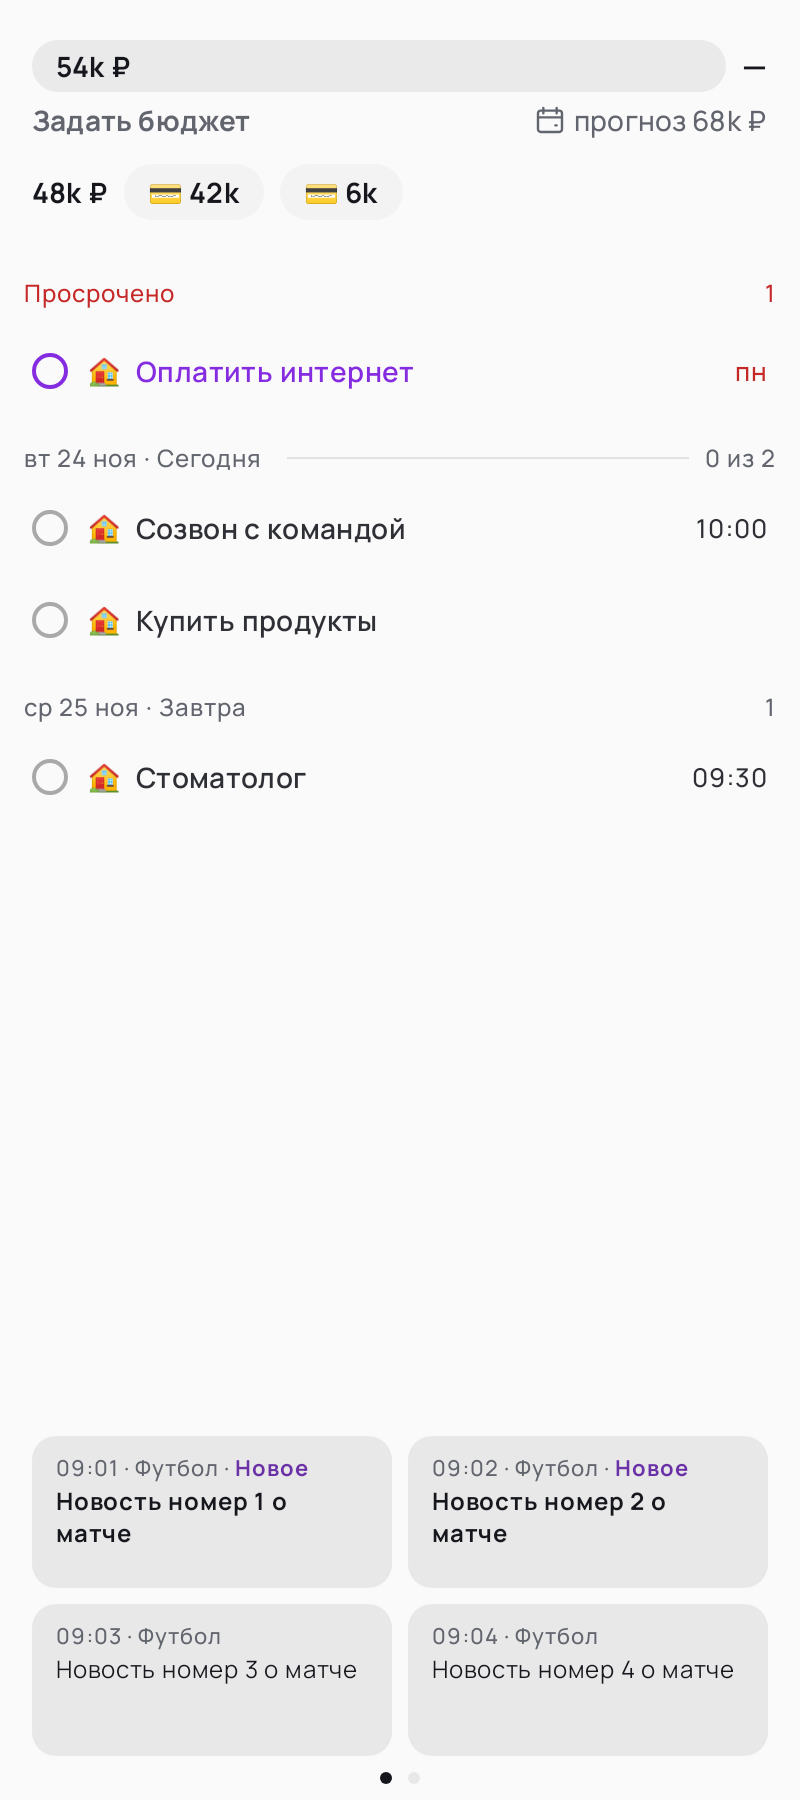 54k ₽ —
Задать бюджет прогноз 68k ₽
48k ₽ 42k 6k
Просрочено 1
Оплатить интернет пн
вт 24 ноя · Сегодня 0 из 2
Созвон с командой 10:00
Купить продукты
ср 25 ноя · Завтра 1
Стоматолог 09:30
09:01 · Футбол · Новое
Новость номер 1 о
матче
09:02 · Футбол · Новое
Новость номер 2 о
матче
09:03 · Футбол
Новость номер 3 о матче
09:04 · Футбол
Новость номер 4 о матче